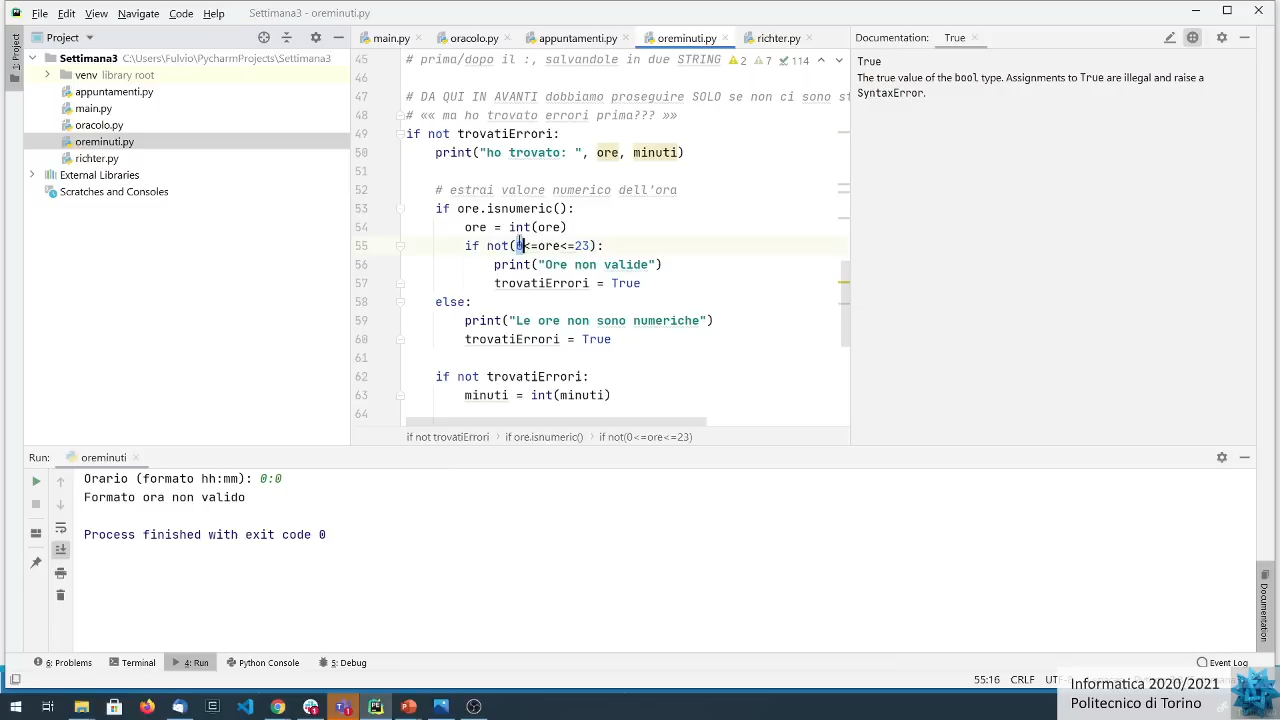 File Edit View Navigate Code Help Settimana3 - oreminuti.py
Project
main.py oracolo.py appuntamenti.py oreminuti.py richter.py
Documentation: True
Settimana3 C:\Users\Fulvio\PycharmProjects\Settimana3
venv library root
appuntamenti.py
main.py
oracolo.py
oreminuti.py
richter.py
External Libraries
Scratches and Consoles
45 # prima/dopo il :, salvandole in due STRING 2 7 114
46
47 # DA QUI IN AVANTI dobbiamo proseguire SOLO se non ci sono st
48 # «« ma ho trovato errori prima??? »»
49 if not trovatiErrori:
50 print("ho trovato: ", ore, minuti)
51
52 # estrai valore numerico dell'ora
53 if ore.isnumeric():
54 ore = int(ore)
55 if not(0<=ore<=23):
56 print("Ore non valide")
57 trovatiErrori = True
58 else:
59 print("Le ore non sono numeriche")
60 trovatiErrori = True
61
62 if not trovatiErrori:
63 minuti = int(minuti)
64
if not trovatiErrori › if ore.isnumeric() › if not(0<=ore<=23)
True
The true value of the bool type. Assignments to True are illegal and raise a
SyntaxError.
Run: oreminuti
Orario (formato hh:mm): 0:0
Formato ora non valido
Process finished with exit code 0
Documentation
6: Problems Terminal 4: Run Python Console 5: Debug Event Log
55:16 CRLF
Informatica 2020/2021
Politecnico di Torino